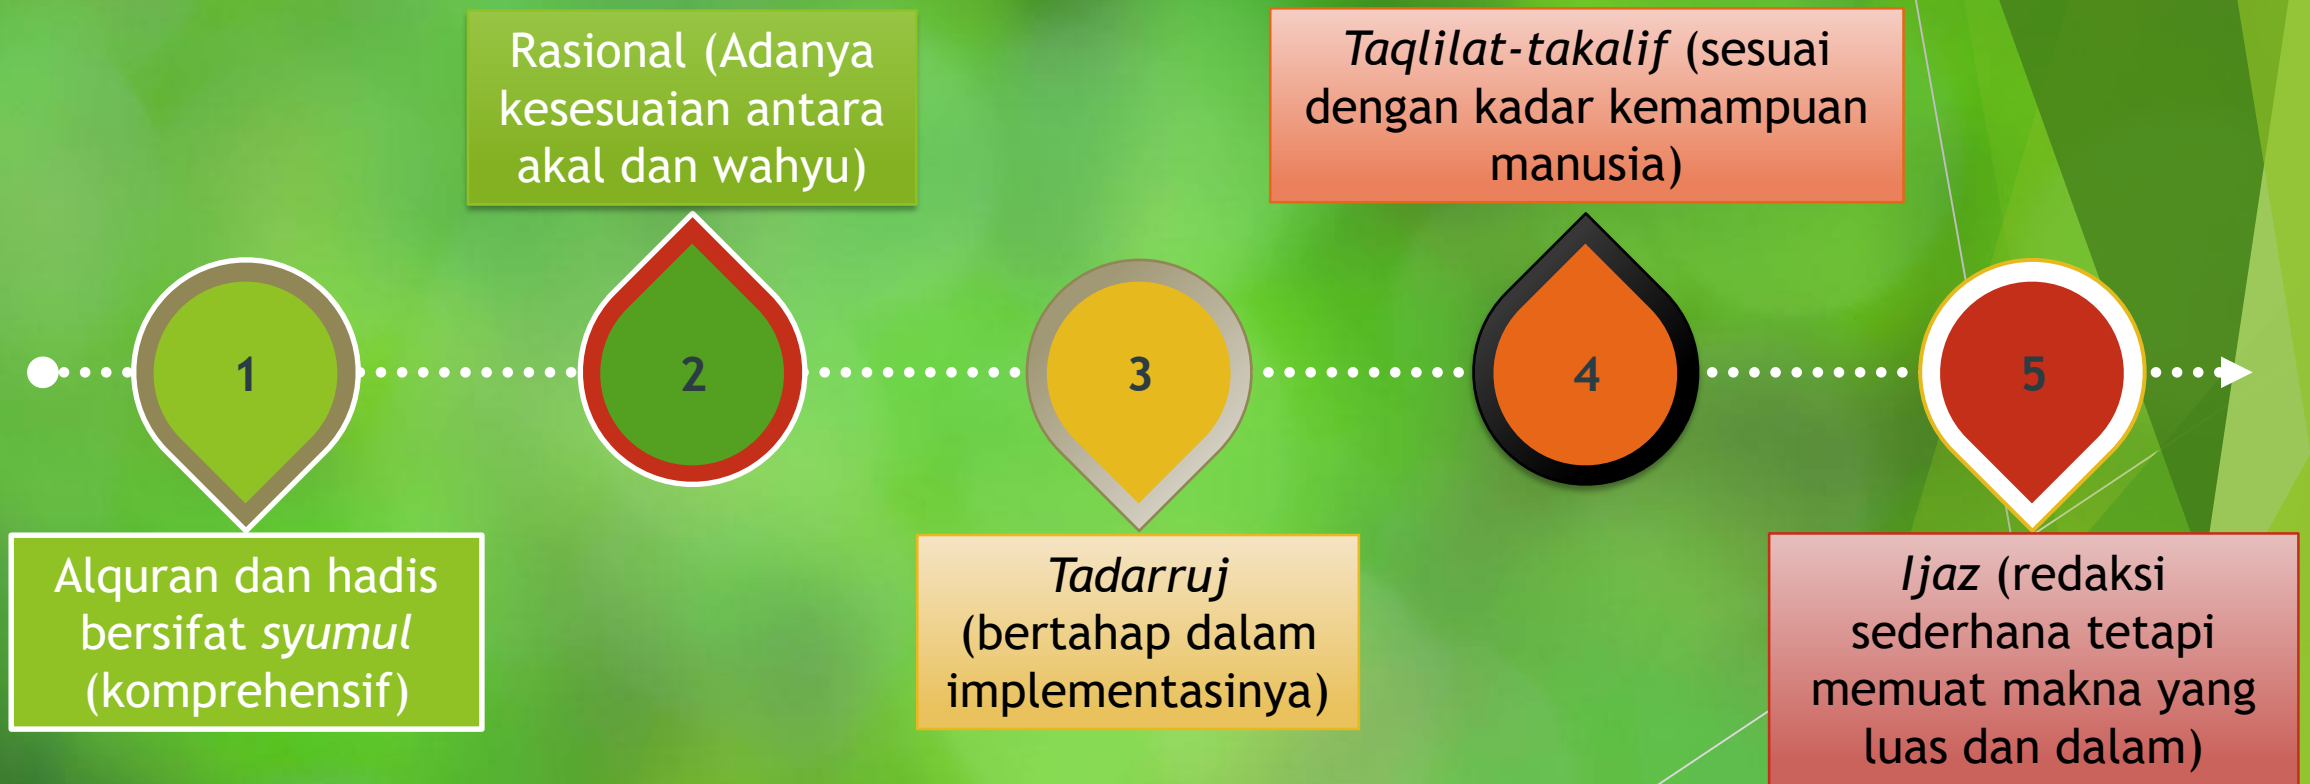 1
Alquran dan hadis
bersifat syumul
(komprehensif)
Rasional (Adanya
kesesuaian antara
akal dan wahyu)
2
3
Tadarruj
(bertahap dalam
implementasinya)
Taqlilat-takalif (sesuai
dengan kadar kemampuan
manusia)
4
5
Ijaz (redaksi
sederhana tetapi
memuat makna yang
luas dan dalam)